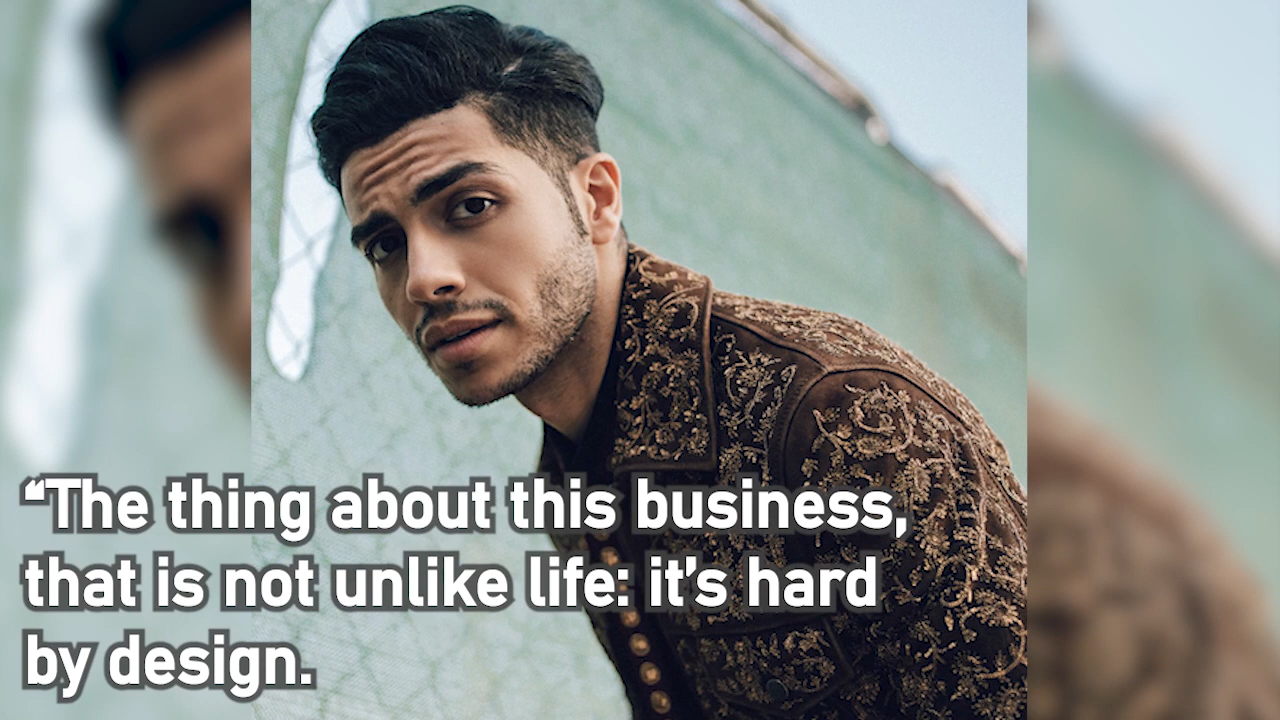 “The thing about this business,
that is not unlike life: it's hard
by design.